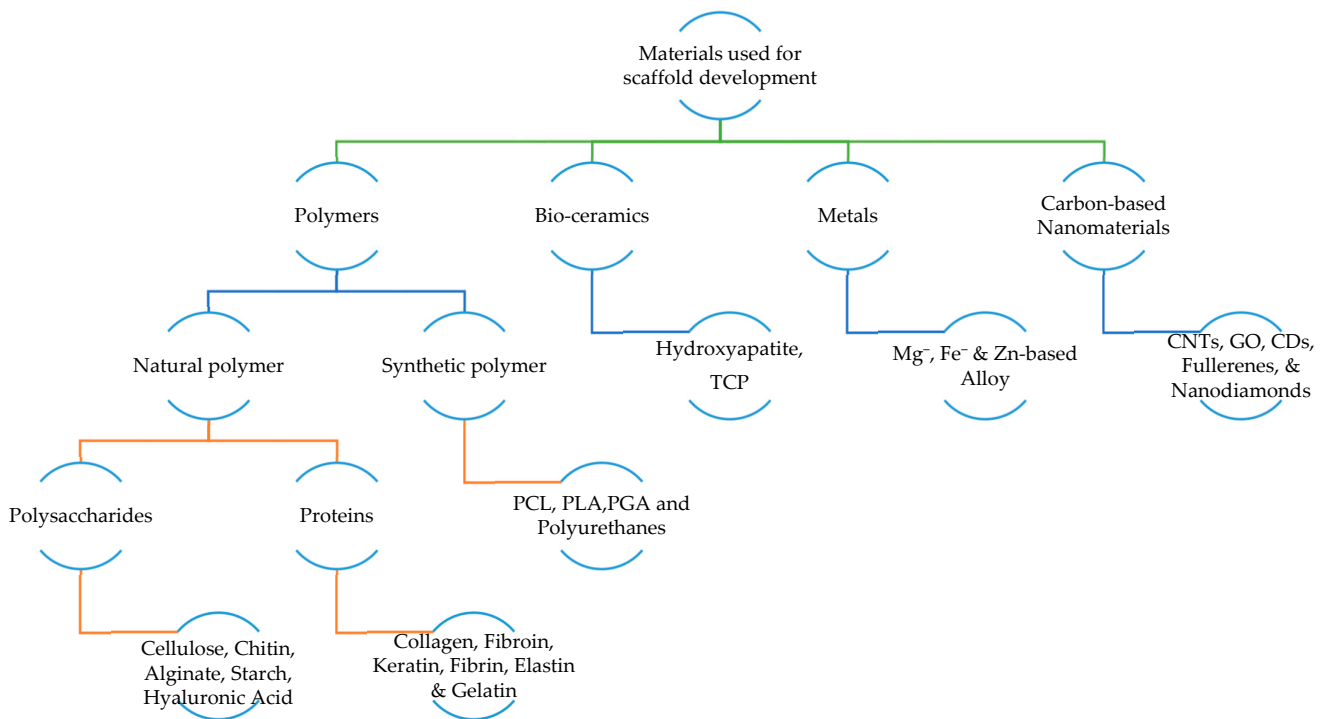 Materials used for
scaffold development
Polymers
Bio-ceramics
Metals
Carbon-based
Nanomaterials
Natural polymer
Synthetic polymer
Hydroxyapatite,
TCP
Mg⁻, Fe⁻ & Zn-based
Alloy
CNTs, GO, CDs,
Fullerenes, &
Nanodiamonds
Polysaccharides
Proteins
PCL, PLA,PGA and
Polyurethanes
Cellulose, Chitin,
Alginate, Starch,
Hyaluronic Acid
Collagen, Fibroin,
Keratin, Fibrin, Elastin
& Gelatin